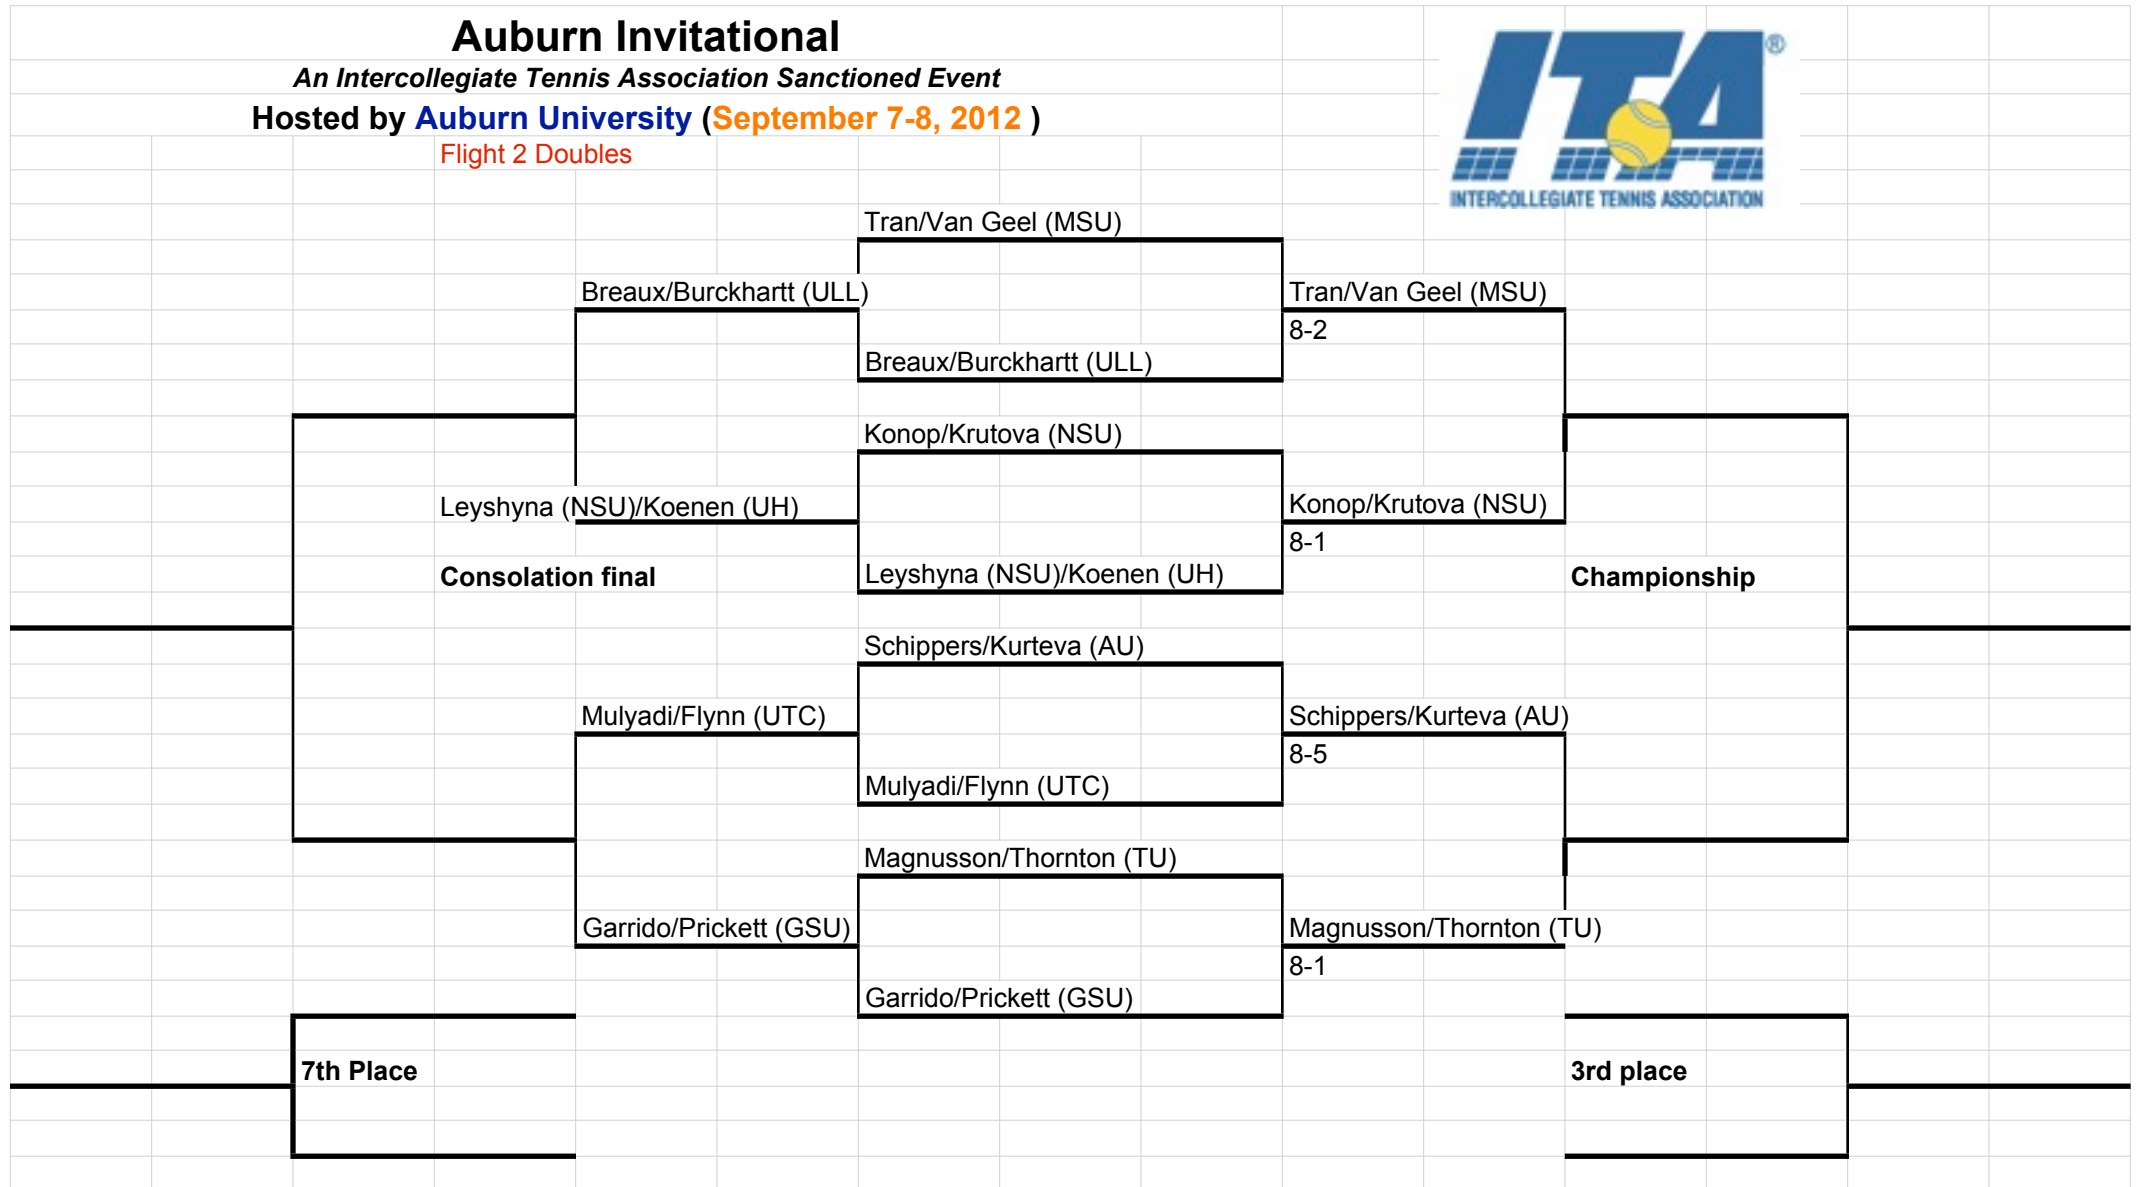 Auburn Invitational
An Intercollegiate Tennis Association Sanctioned Event
Hosted by Auburn University (September 7-8, 2012 )
Flight 2 Doubles
ITA®
INTERCOLLEGIATE TENNIS ASSOCIATION
Tran/Van Geel (MSU)
Breaux/Burckhartt (ULL)
Tran/Van Geel (MSU)
8-2
Breaux/Burckhartt (ULL)
Konop/Krutova (NSU)
Leyshyna (NSU)/Koenen (UH)
Konop/Krutova (NSU)
8-1
Consolation final
Leyshyna (NSU)/Koenen (UH)
Championship
Schippers/Kurteva (AU)
Mulyadi/Flynn (UTC)
Schippers/Kurteva (AU)
8-5
Mulyadi/Flynn (UTC)
Magnusson/Thornton (TU)
Garrido/Prickett (GSU)
Magnusson/Thornton (TU)
8-1
Garrido/Prickett (GSU)
7th Place
3rd place